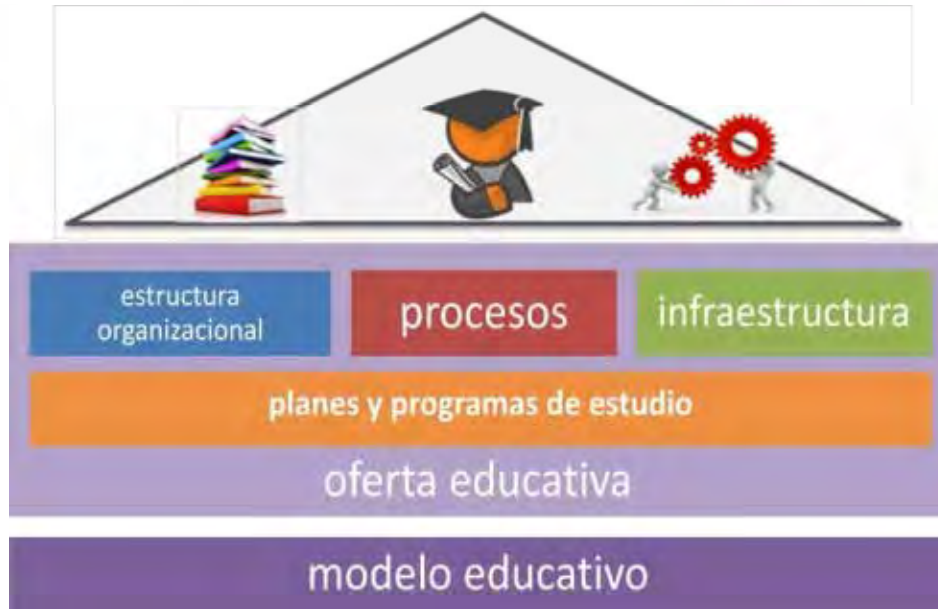 estructura
organizacional
procesos
infraestructura
planes y programas de estudio
oferta educativa
modelo educativo